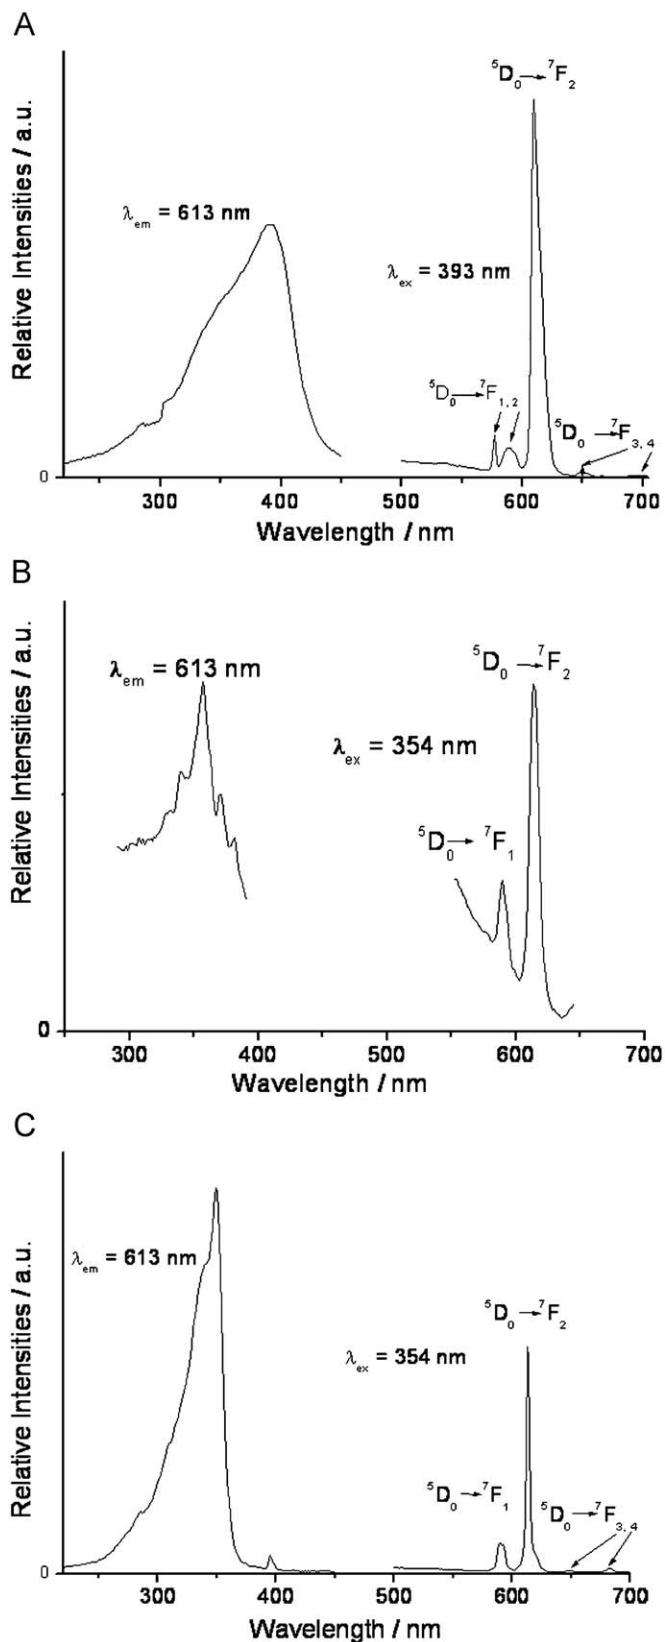 A
⁵D₀→⁷F₂
λem = 613 nm
λex = 393 nm
⁵D₀→⁷F₁,₂
⁵D₀→⁷F₃,₄
Relative Intensities / a.u.
0
300 400 500 600 700
Wavelength / nm
B
⁵D₀→⁷F₂
λem = 613 nm
λex = 354 nm
⁵D₀→⁷F₁
Relative Intensities / a.u.
0
300 400 500 600 700
Wavelength / nm
C
λem = 613 nm
⁵D₀→⁷F₂
λex = 354 nm
⁵D₀→⁷F₁
⁵D₀→⁷F₃,₄
Relative Intensities / a.u.
0
300 400 500 600 700
Wavelength / nm